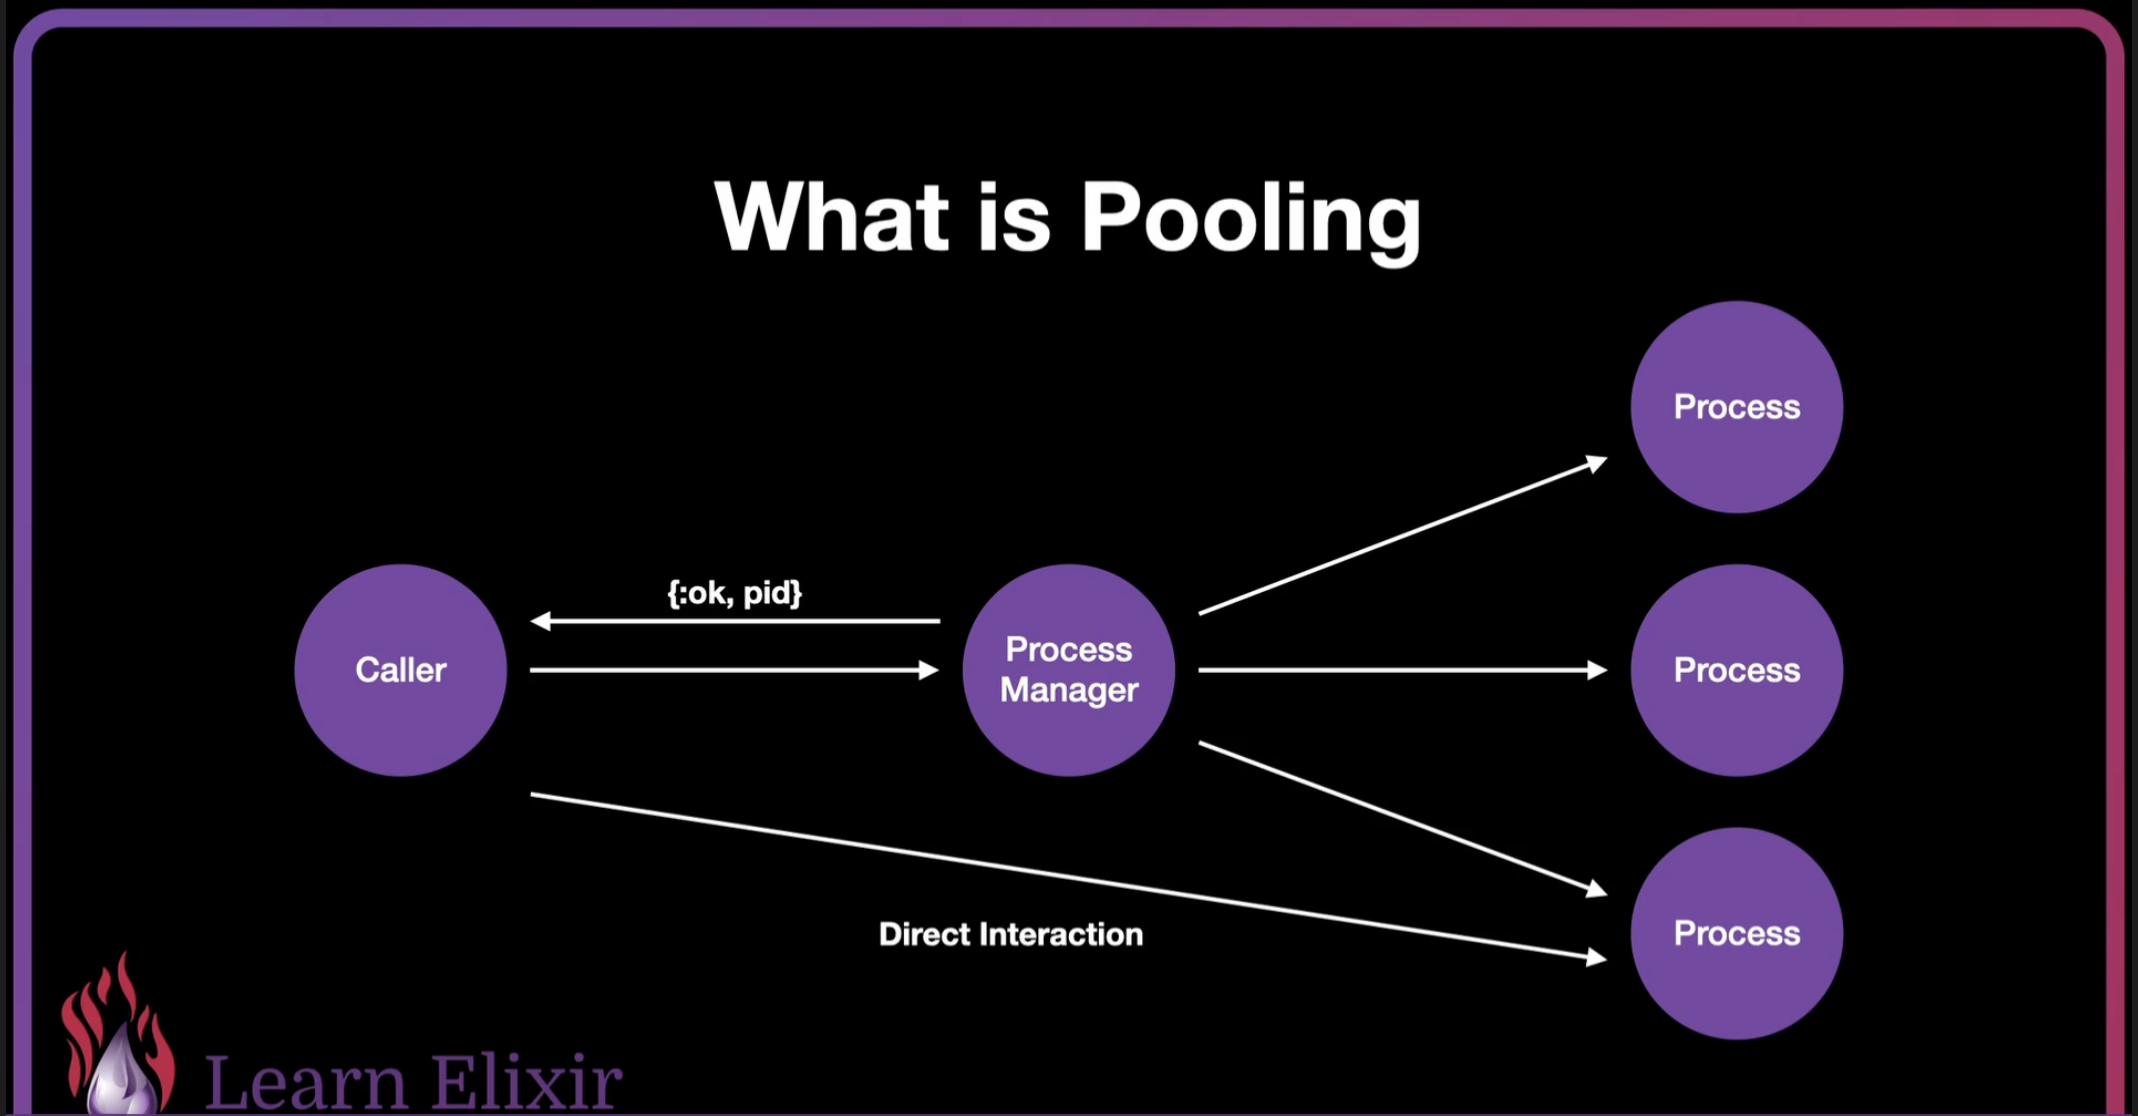 What is Pooling
Process
{:ok, pid}
Caller
Process
Manager
Process
Direct Interaction
Process
Learn Elixir